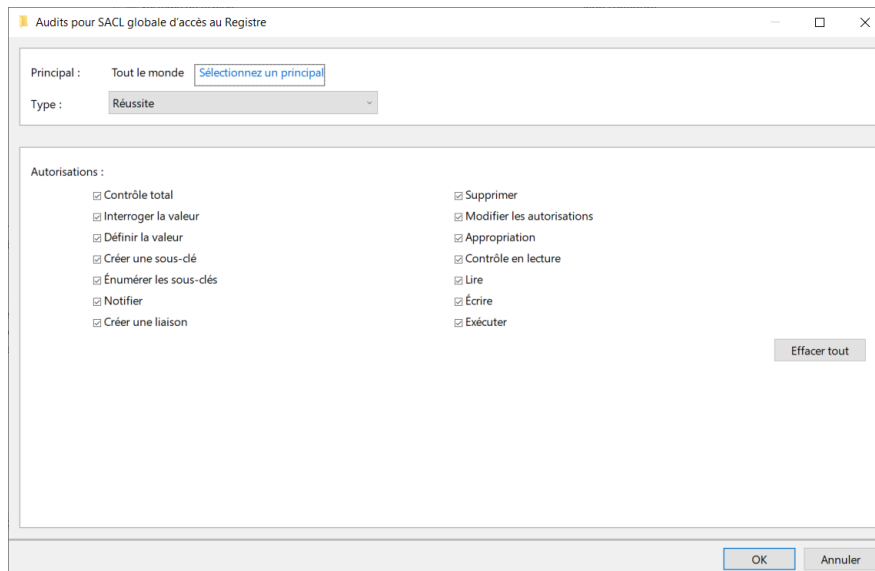 Audits pour SACL globale d'accès au Registre
Principal : Tout le monde Sélectionnez un principal
Type : Réussite
Autorisations :
Contrôle total Supprimer
Interroger la valeur Modifier les autorisations
Définir la valeur Appropriation
Créer une sous-clé Contrôle en lecture
Énumérer les sous-clés Lire
Notifier Écrire
Créer une liaison Exécuter
Effacer tout
OK Annuler